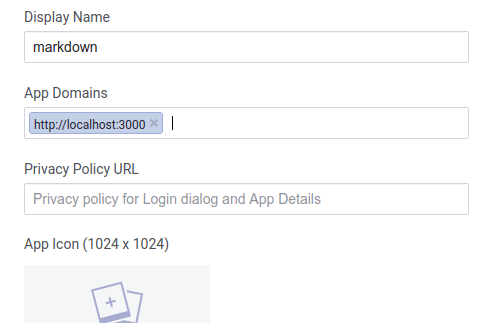 Display Name
markdown
App Domains
http://localhost:3000 ×
Privacy Policy URL
Privacy policy for Login dialog and App Details
App Icon (1024 x 1024)